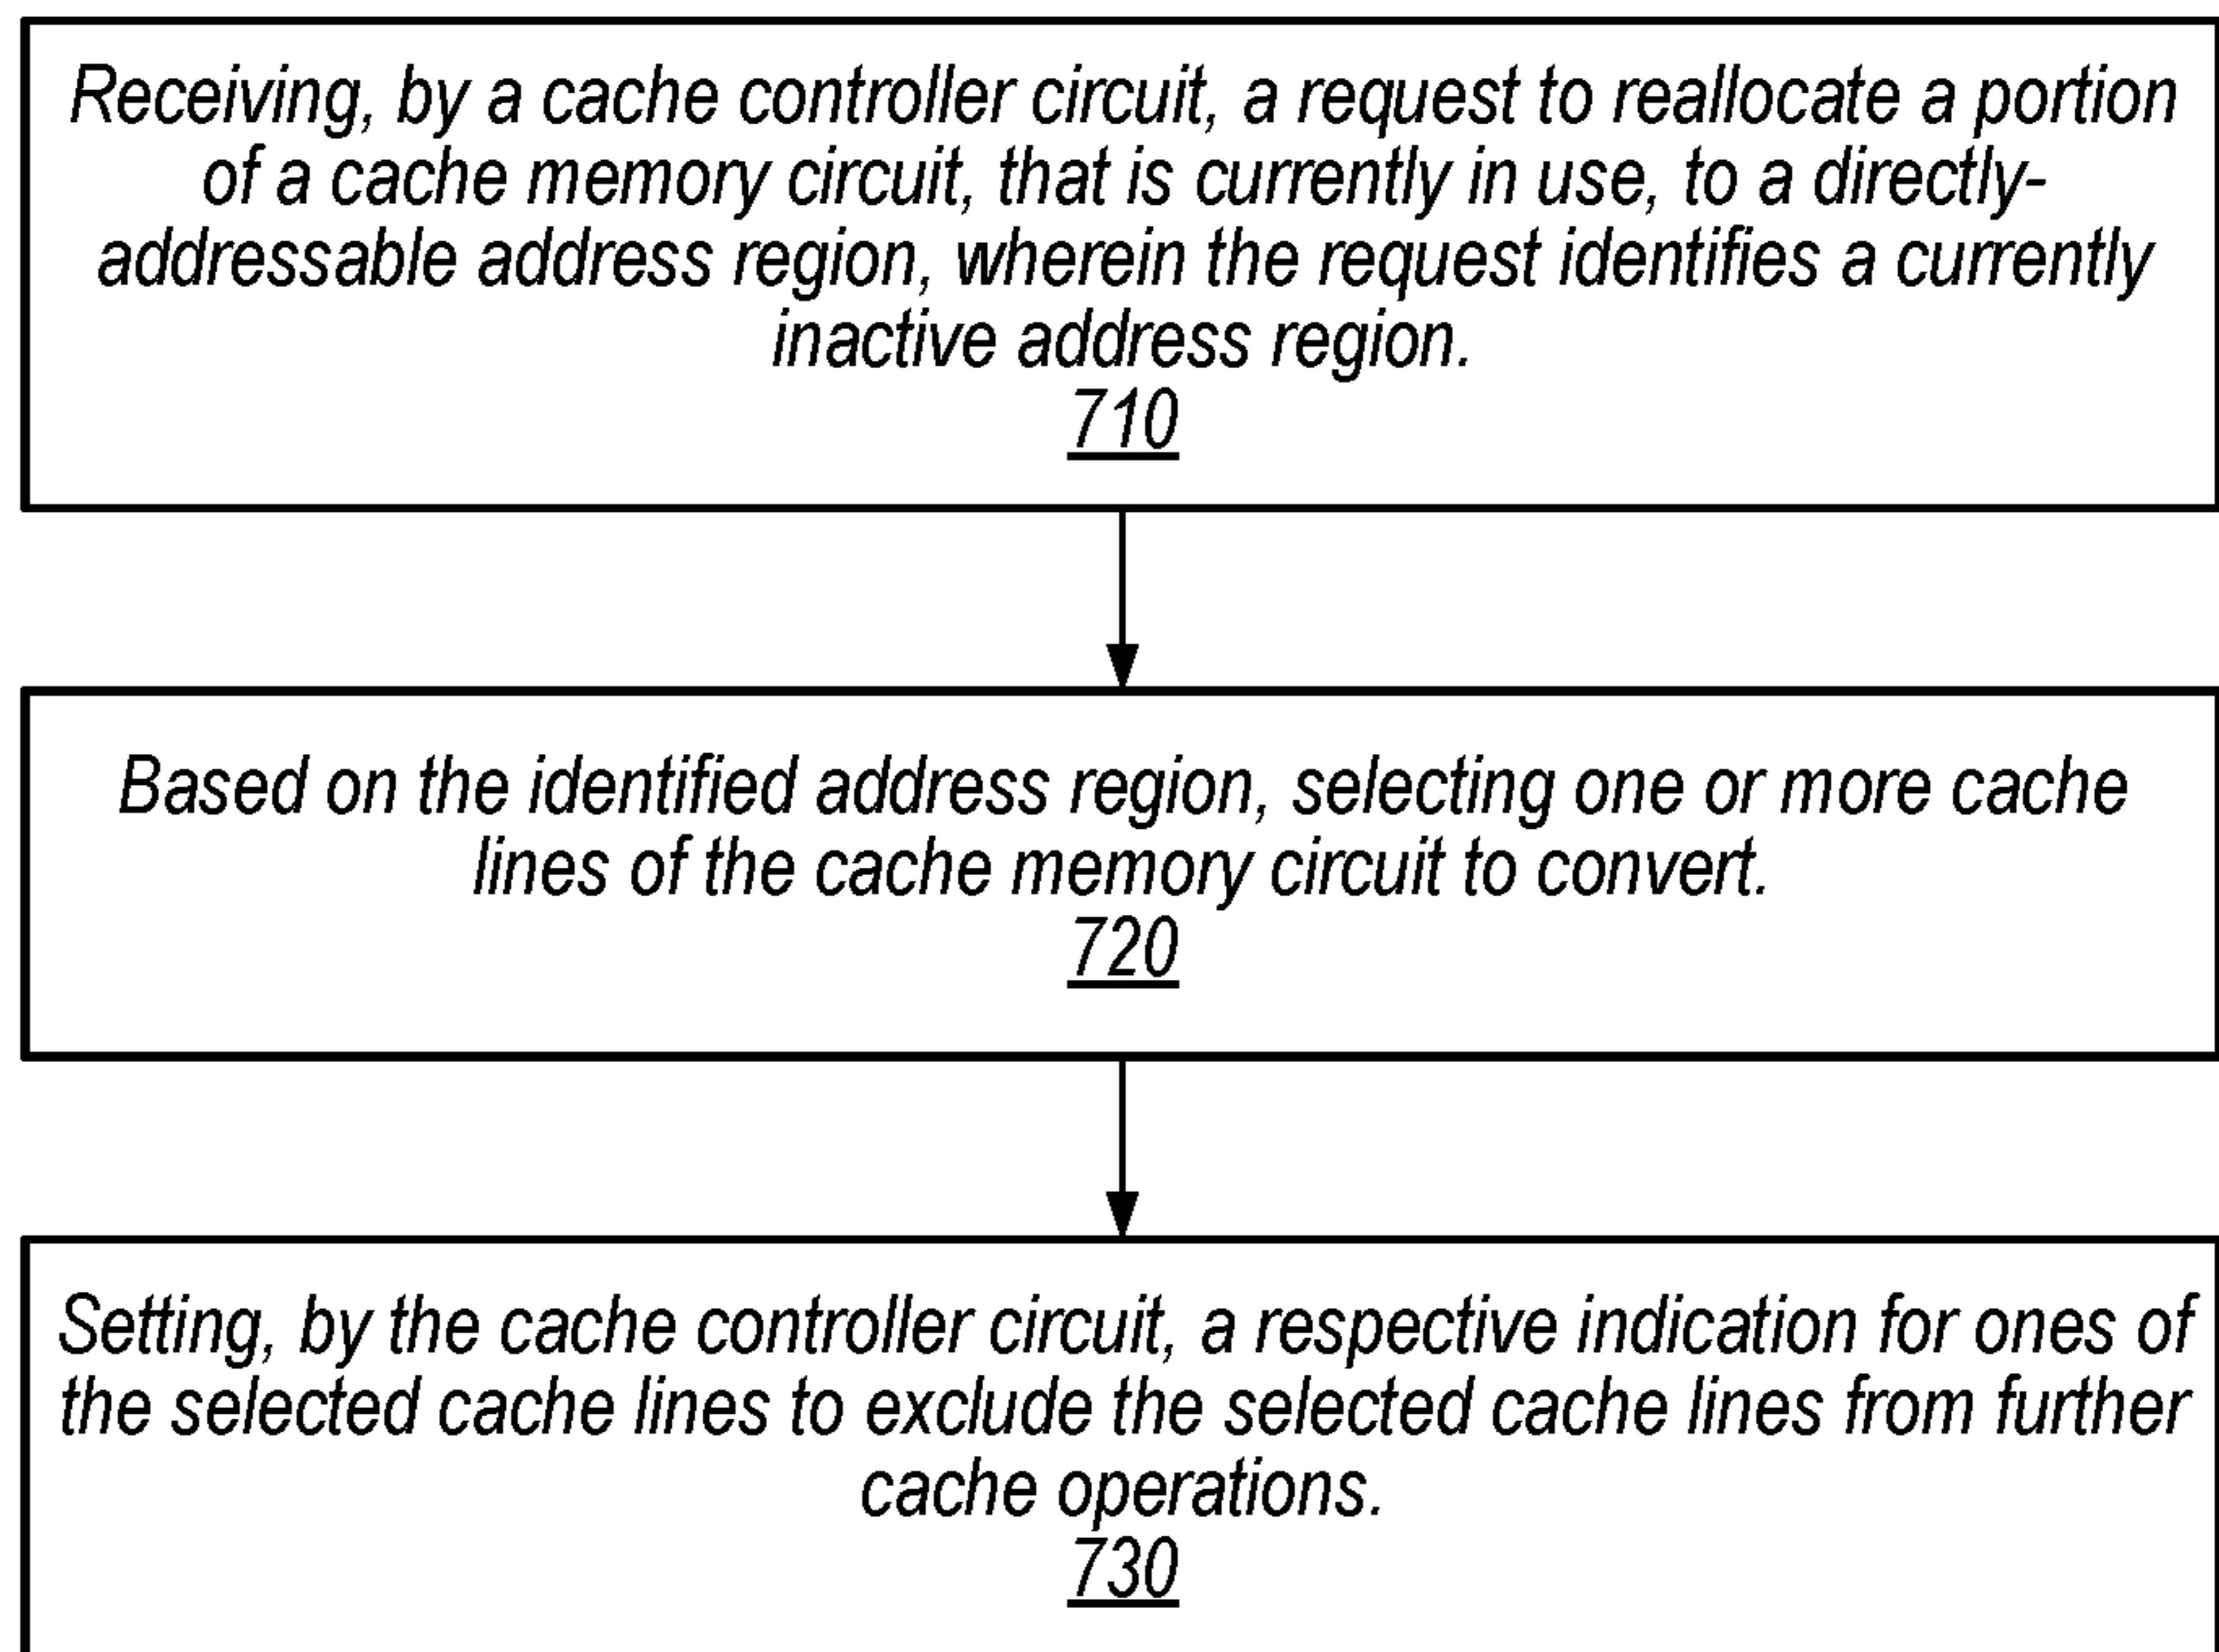 Receiving, by a cache controller circuit, a request to reallocate a portion
of a cache memory circuit, that is currently in use, to a directly-
addressable address region, wherein the request identifies a currently
inactive address region.
710
Based on the identified address region, selecting one or more cache
lines of the cache memory circuit to convert.
720
Setting, by the cache controller circuit, a respective indication for ones of
the selected cache lines to exclude the selected cache lines from further
cache operations.
730